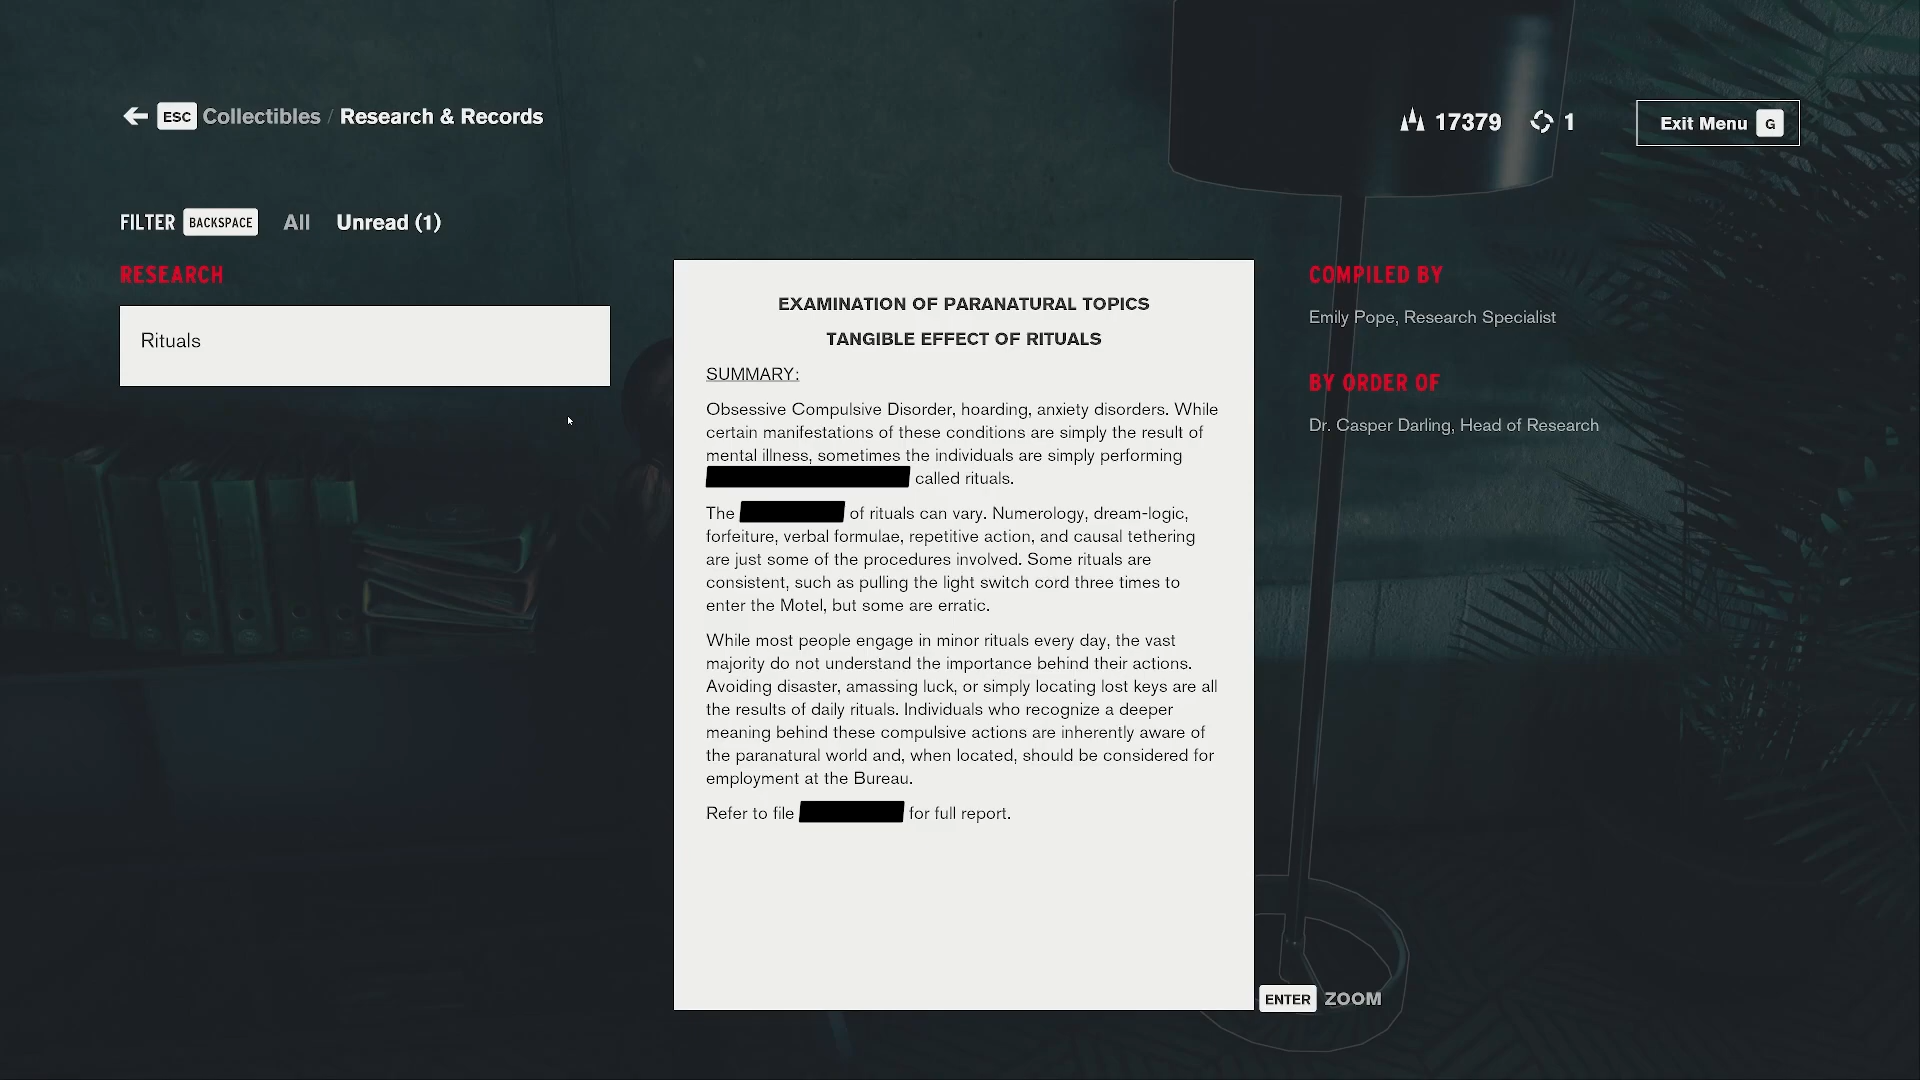 ESC Collectibles / Research & Records
17379 1 Exit Menu G
FILTER BACKSPACE All Unread (1)
RESEARCH
Rituals
EXAMINATION OF PARANATURAL TOPICS
TANGIBLE EFFECT OF RITUALS
SUMMARY:
Obsessive Compulsive Disorder, hoarding, anxiety disorders. While
certain manifestations of these conditions are simply the result of
mental illness, sometimes the individuals are simply performing
called rituals.
The of rituals can vary. Numerology, dream-logic,
forfeiture, verbal formulae, repetitive action, and causal tethering
are just some of the procedures involved. Some rituals are
consistent, such as pulling the light switch cord three times to
enter the Motel, but some are erratic.
While most people engage in minor rituals every day, the vast
majority do not understand the importance behind their actions.
Avoiding disaster, amassing luck, or simply locating lost keys are all
the results of daily rituals. Individuals who recognize a deeper
meaning behind these compulsive actions are inherently aware of
the paranatural world and, when located, should be considered for
employment at the Bureau.
Refer to file for full report.
COMPILED BY
Emily Pope, Research Specialist
BY ORDER OF
Dr. Casper Darling, Head of Research
ENTER ZOOM